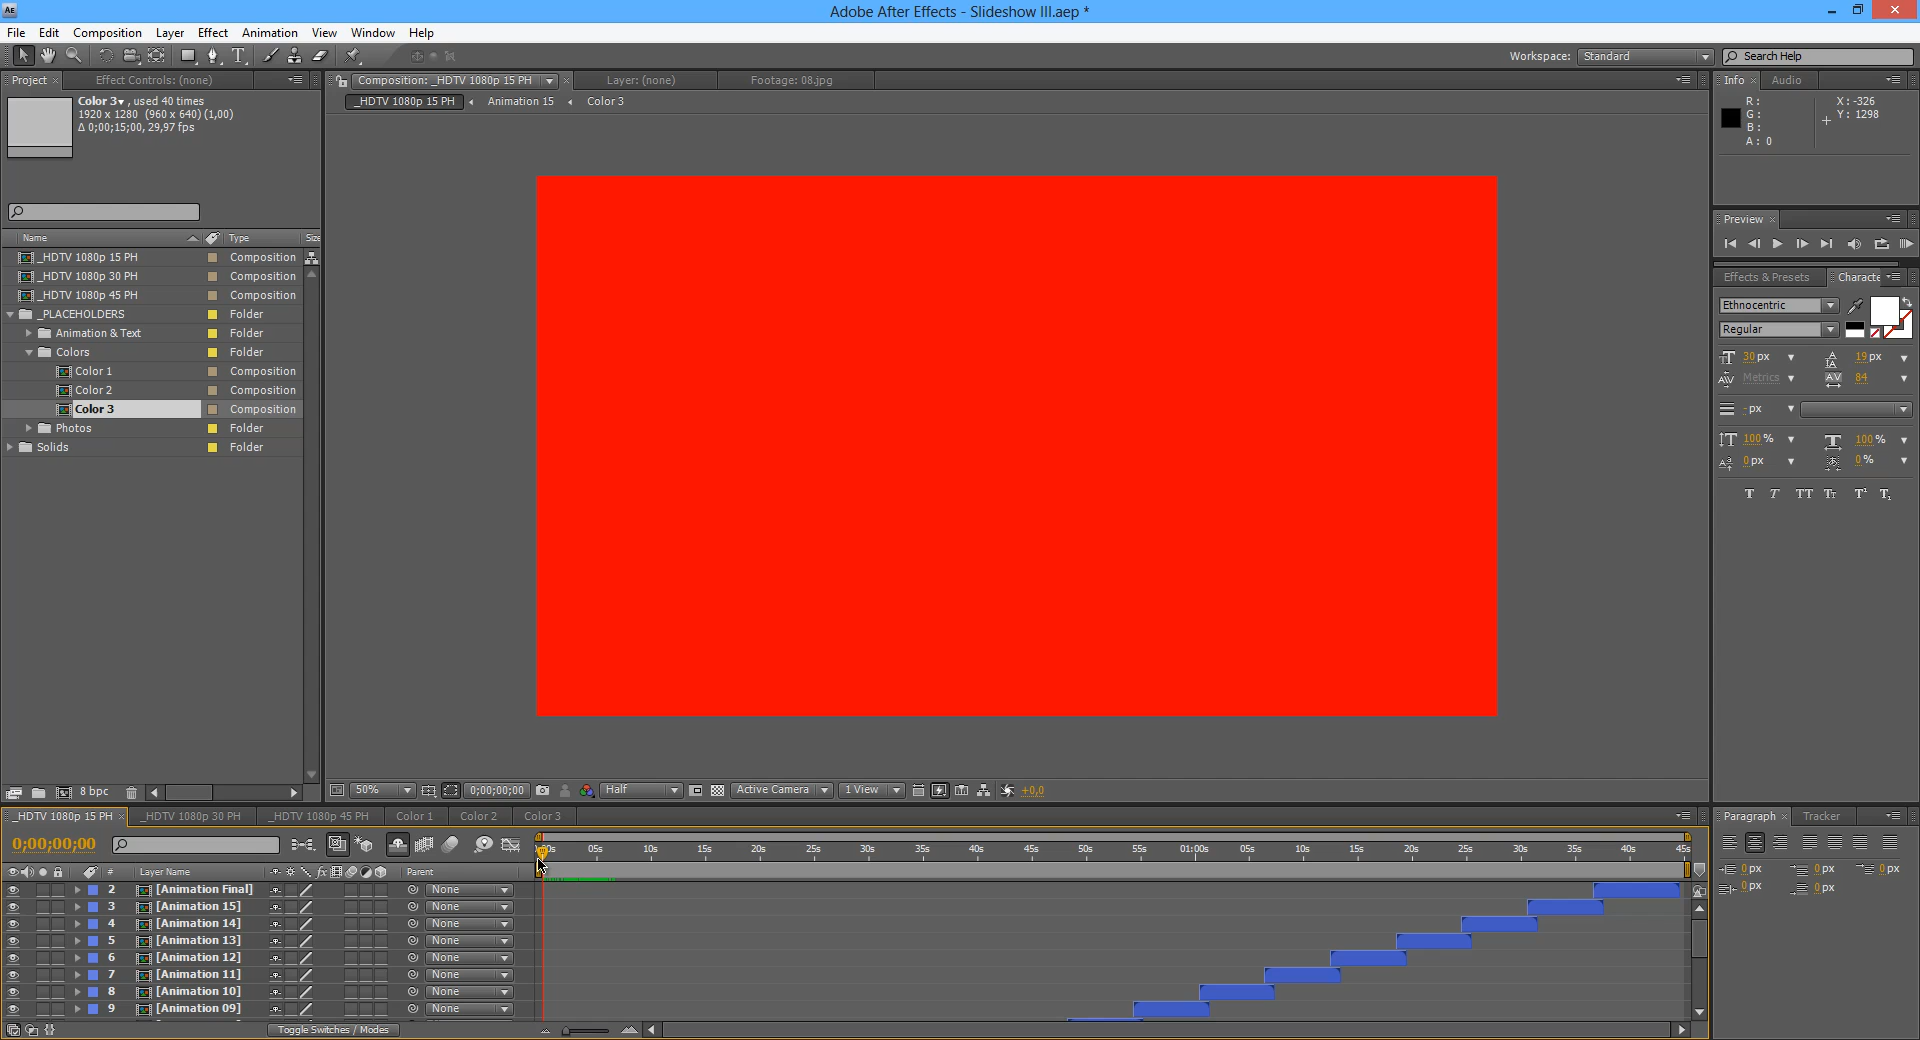 Ae
Adobe After Effects - Slideshow III.aep *
File Edit Composition Layer Effect Animation View Window Help
Workspace: Standard Search Help
Project × Effect Controls: (none)
Composition: _HDTV 1080p 15 PH Layer: (none) Footage: 08.jpg
Info × Audio
Color 3▾ , used 40 times
1920 x 1280 (960 x 640) (1,00)
Δ 0;00;15;00, 29,97 fps
_HDTV 1080p 15 PH Animation 15 Color 3
R :
G :
B :
A : 0
X : -326
Y : 1298
Preview ×
Effects & Presets Characte
Ethnocentric
Regular
30 px 19 px
Metrics 84
- px
100 % 100 %
0 px 0 %
T T TT Tt T¹ T₁
Name Type Size
_HDTV 1080p 15 PH Composition
_HDTV 1080p 30 PH Composition
_HDTV 1080p 45 PH Composition
_PLACEHOLDERS Folder
Animation & Text Folder
Colors Folder
Color 1 Composition
Color 2 Composition
Color 3 Composition
Photos Folder
Solids Folder
8 bpc
50% 0;00;00;00 Half Active Camera 1 View +0,0
_HDTV 1080p 15 PH × _HDTV 1080p 30 PH _HDTV 1080p 45 PH Color 1 Color 2 Color 3
Paragraph × Tracker
0;00;00;00
00s 05s 10s 15s 20s 25s 30s 35s 40s 45s 50s 55s 01:00s 05s 10s 15s 20s 25s 30s 35s 40s 45s
# Layer Name fx Parent
2 [Animation Final] None
3 [Animation 15] None
4 [Animation 14] None
5 [Animation 13] None
6 [Animation 12] None
7 [Animation 11] None
8 [Animation 10] None
9 [Animation 09] None
Toggle Switches / Modes
0 px 0 px 0 px
0 px 0 px